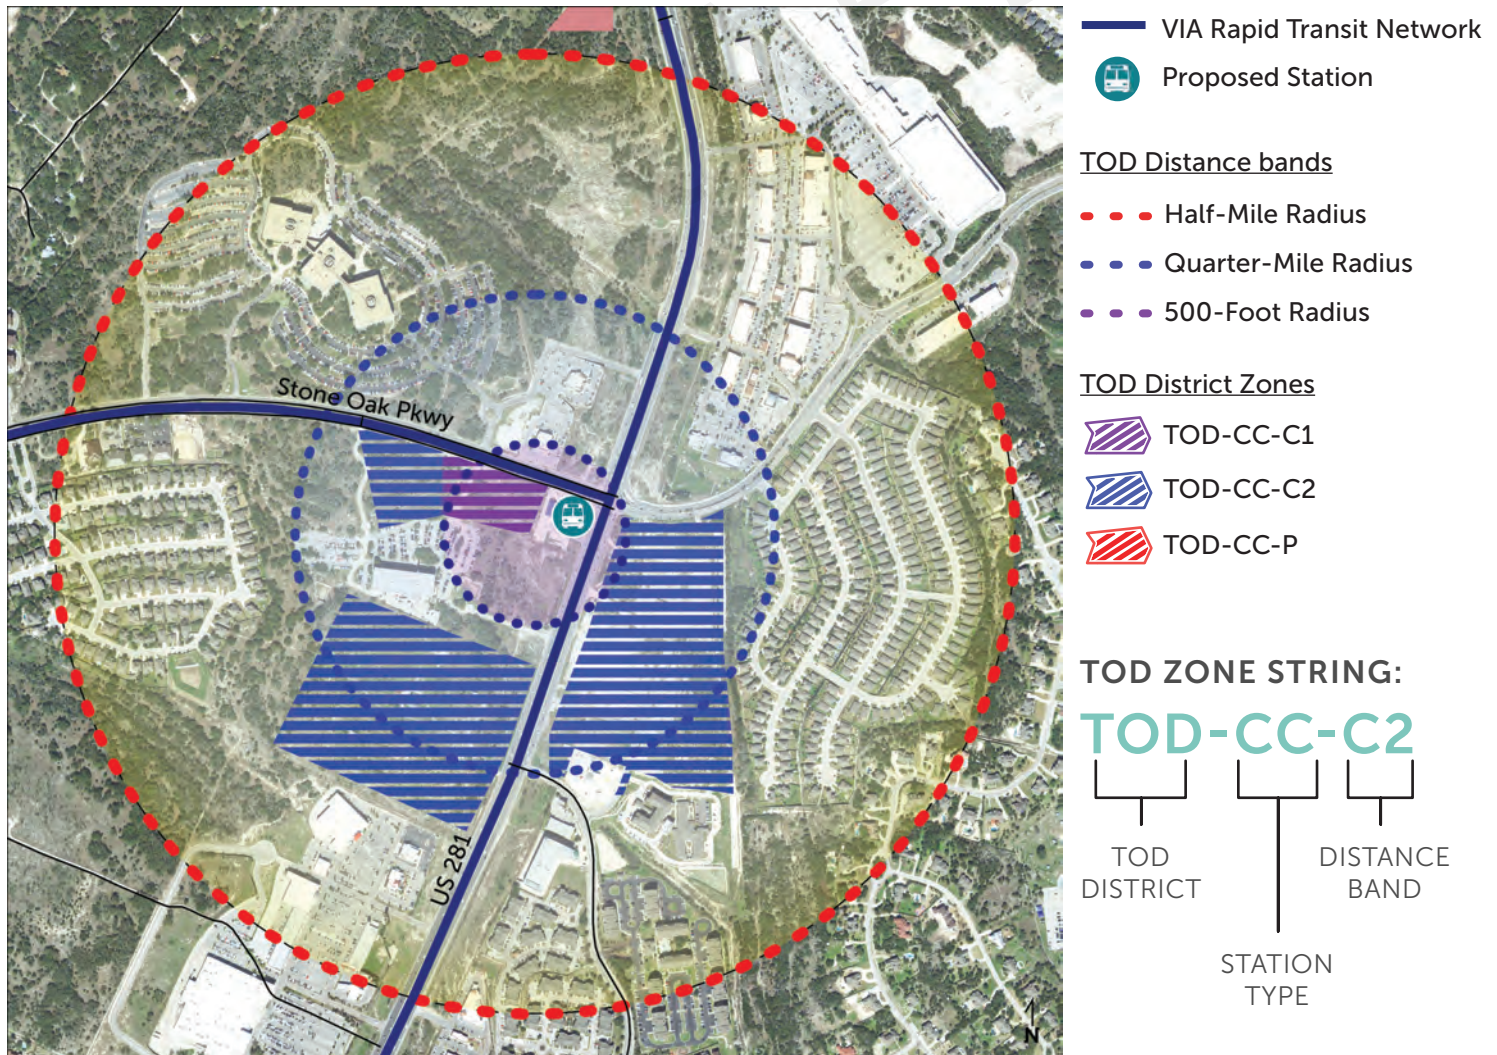 VIA Rapid Transit Network
Proposed Station
TOD Distance bands
Half-Mile Radius
Quarter-Mile Radius
500-Foot Radius
TOD District Zones
TOD-CC-C1
TOD-CC-C2
TOD-CC-P
TOD ZONE STRING:
TOD-CC-C2
TOD
DISTRICT
DISTANCE
BAND
STATION
TYPE
Stone Oak Pkwy
US 281
N